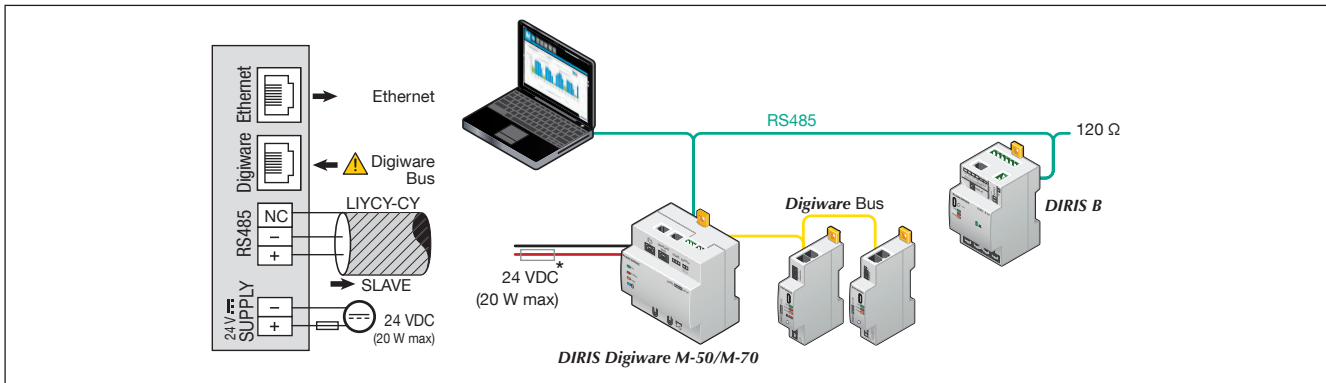 Ethernet
Ethernet
Digiware
Digiware
Bus
RS485
NC
−
+
LIYCY-CY
SLAVE
24 V
SUPPLY
−
+
24 VDC
(20 W max)
RS485
120 Ω
Digiware Bus
DIRIS B
*
24 VDC
(20 W max)
DIRIS Digiware M-50/M-70